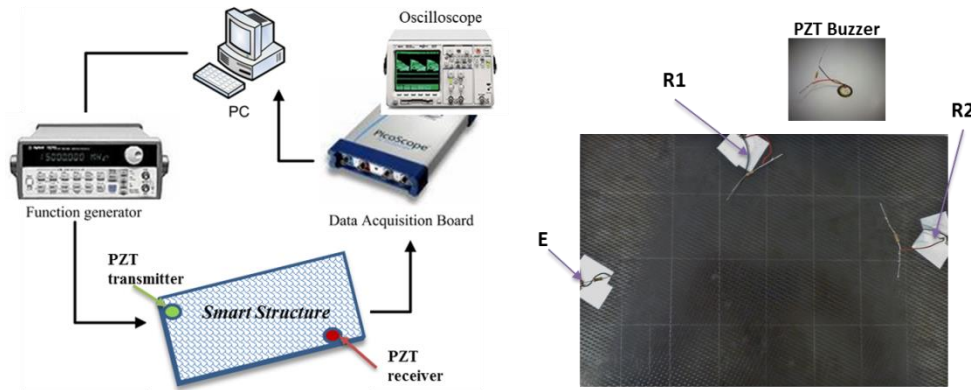 Oscilloscope
PC
PicoScope
Function generator
Data Acquisition Board
PZT
transmitter
Smart Structure
PZT
receiver
PZT Buzzer
R1
R2
E